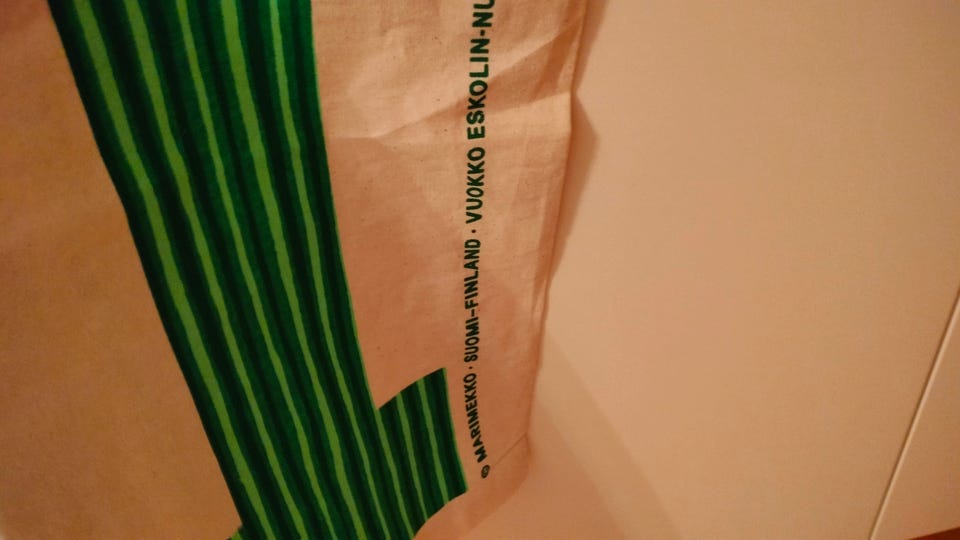 © MARIMEKKO · SUOMI-FINLAND · VUOKKO ESKOLIN-NU